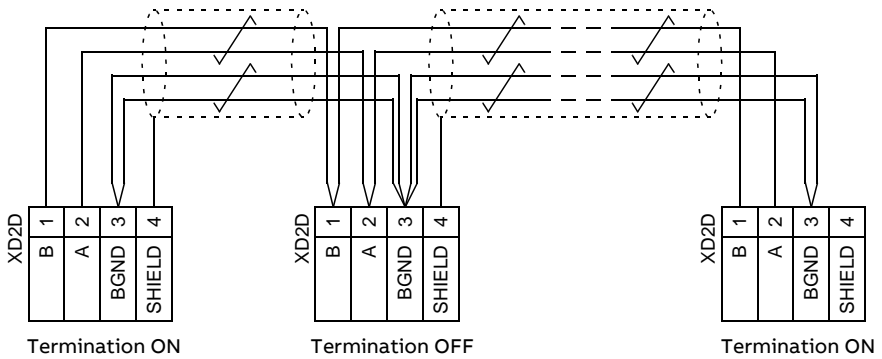 XD2D 1 2 3 4 XD2D 1 2 3 4 XD2D 1 2 3 4
B A BGND SHIELD B A BGND SHIELD B A BGND SHIELD
Termination ON Termination OFF Termination ON